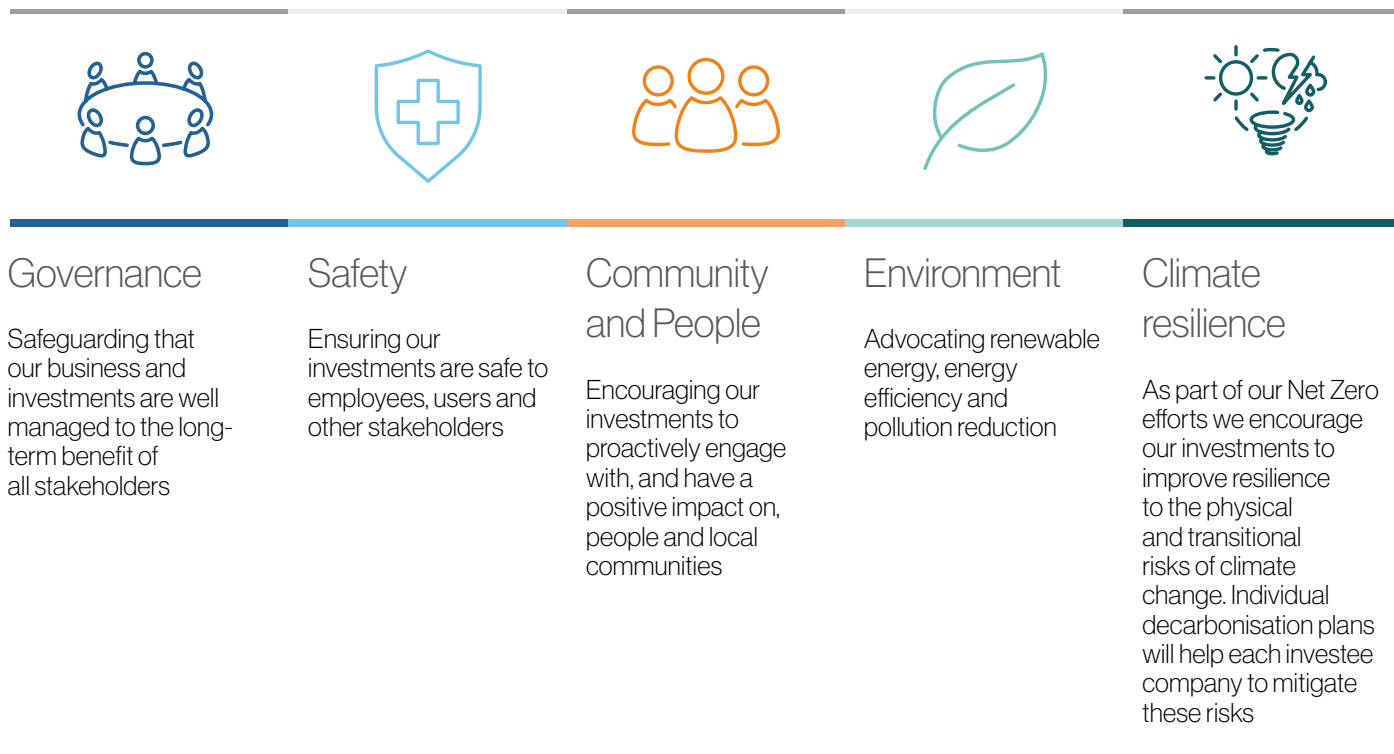 Governance
Safeguarding that
our business and
investments are well
managed to the long-
term benefit of
all stakeholders
Safety
Ensuring our
investments are safe to
employees, users and
other stakeholders
Community
and People
Encouraging our
investments to
proactively engage
with, and have a
positive impact on,
people and local
communities
Environment
Advocating renewable
energy, energy
efficiency and
pollution reduction
Climate
resilience
As part of our Net Zero
efforts we encourage
our investments to
improve resilience
to the physical
and transitional
risks of climate
change. Individual
decarbonisation plans
will help each investee
company to mitigate
these risks